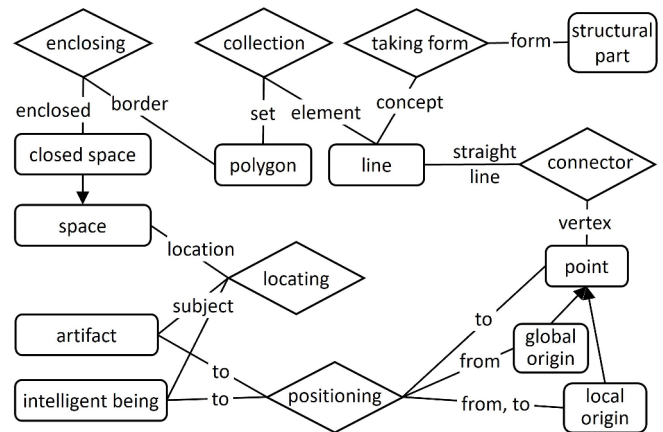 enclosing
collection
taking form
form
structural
part
enclosed
border
set
element
concept
closed space
polygon
line
straight
line
connector
vertex
space
location
locating
point
subject
artifact
to
to
from
global
origin
intelligent being
to
positioning
from, to
local
origin